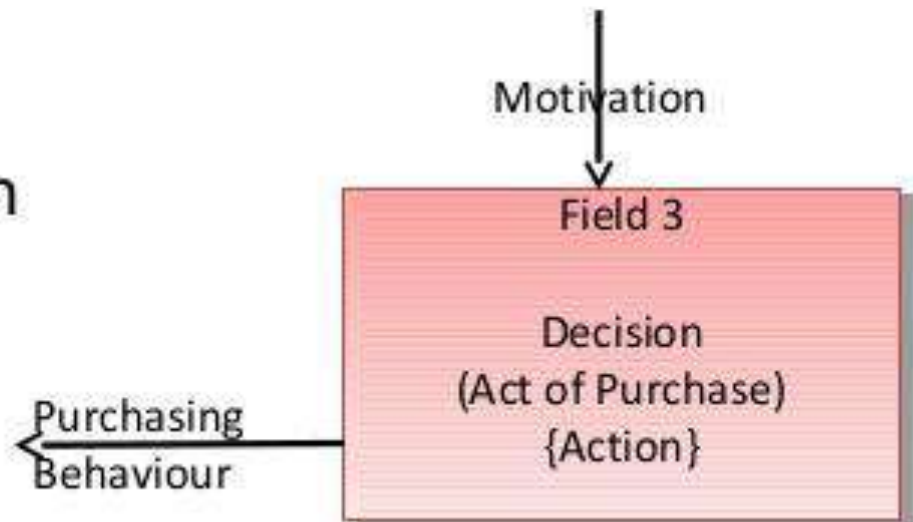 Motivation
n
Field 3
Decision
(Act of Purchase)
{Action}
Purchasing
Behaviour